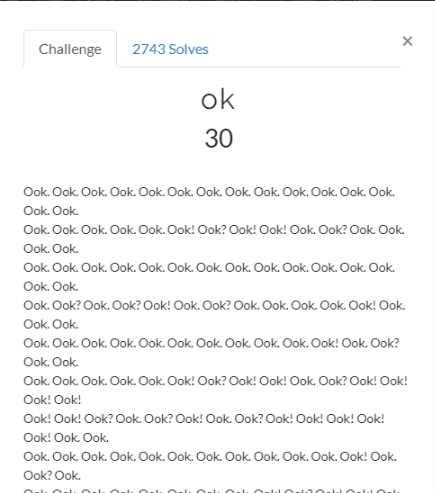 Challenge
2743 Solves
×
ok
30
Ook. Ook. Ook. Ook. Ook. Ook. Ook. Ook. Ook. Ook. Ook. Ook. Ook.
Ook. Ook.
Ook. Ook. Ook. Ook. Ook. Ook! Ook? Ook! Ook! Ook. Ook? Ook. Ook.
Ook. Ook.
Ook. Ook. Ook. Ook. Ook. Ook. Ook. Ook. Ook. Ook. Ook. Ook. Ook.
Ook. Ook.
Ook. Ook? Ook. Ook? Ook! Ook. Ook? Ook. Ook. Ook. Ook. Ook! Ook.
Ook. Ook.
Ook. Ook. Ook. Ook. Ook. Ook. Ook. Ook. Ook. Ook. Ook! Ook. Ook?
Ook. Ook.
Ook. Ook. Ook. Ook. Ook. Ook! Ook? Ook! Ook! Ook. Ook? Ook! Ook!
Ook! Ook!
Ook! Ook! Ook? Ook. Ook? Ook! Ook. Ook? Ook! Ook! Ook! Ook!
Ook! Ook. Ook.
Ook. Ook. Ook. Ook. Ook. Ook. Ook. Ook. Ook. Ook. Ook. Ook! Ook.
Ook? Ook.